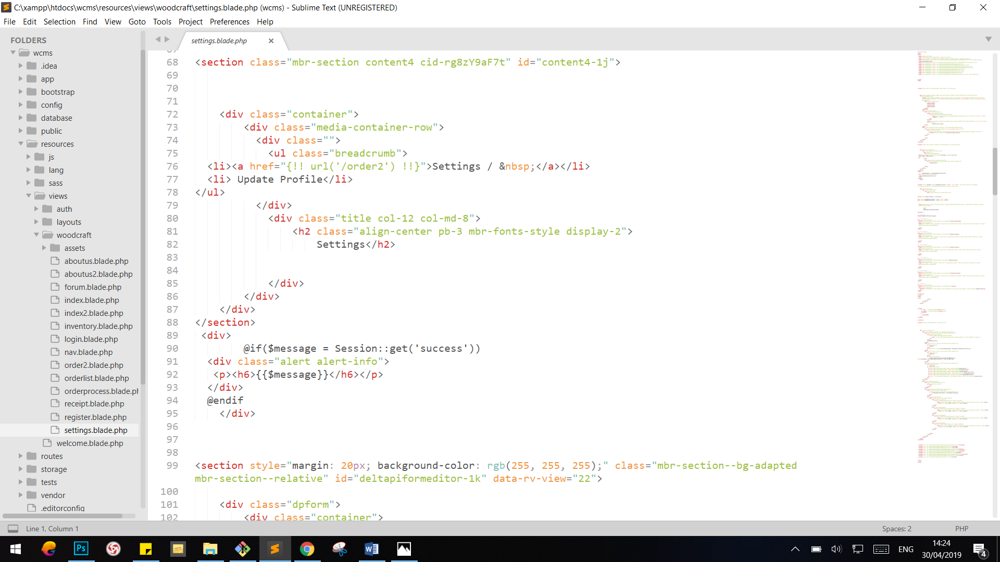 C:\xampp\htdocs\wcms\resources\views\woodcraft\settings.blade.php (wcms) - Sublime Text (UNREGISTERED)
File Edit Selection Find View Goto Tools Project Preferences Help
FOLDERS
wcms
.idea
app
bootstrap
config
database
public
resources
js
lang
sass
views
auth
layouts
woodcraft
assets
aboutus.blade.php
aboutus2.blade.php
forum.blade.php
index.blade.php
index2.blade.php
inventory.blade.php
login.blade.php
nav.blade.php
order2.blade.php
orderlist.blade.php
orderprocess.blade.ph
receipt.blade.php
register.blade.php
settings.blade.php
welcome.blade.php
routes
storage
tests
vendor
.editorconfig
settings.blade.php
68 <section class="mbr-section content4 cid-rg8zY9aF7t" id="content4-1j">
69
70
71
72 <div class="container">
73 <div class="media-container-row">
74 <div class="">
75 <ul class="breadcrumb">
76 <li><a href="{!! url('/order2') !!}">Settings / &nbsp;</a></li>
77 <li> Update Profile</li>
78 </ul>
79 </div>
80 <div class="title col-12 col-md-8">
81 <h2 class="align-center pb-3 mbr-fonts-style display-2">
82 Settings</h2>
83
84
85 </div>
86 </div>
87 </div>
88 </section>
89 <div>
90 @if($message = Session::get('success'))
91 <div class="alert alert-info">
92 <p><h6>{{$message}}</h6></p>
93 </div>
94 @endif
95 </div>
96
97
98
99 <section style="margin: 20px; background-color: rgb(255, 255, 255);" class="mbr-section--bg-adapted
mbr-section--relative" id="deltapiformeditor-1k" data-rv-view="22">
100
101 <div class="dpform">
102 <div class="container">
Line 1, Column 1
Spaces: 2
PHP
Ps
ENG
14:24
30/04/2019
4